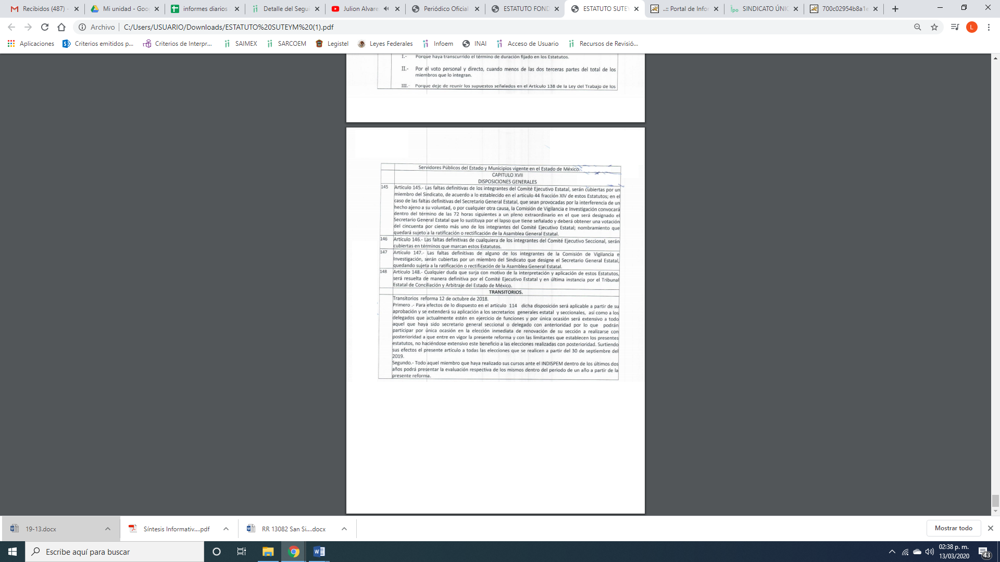 Recibidos (487) -
Mi unidad - Goo
informes diarios
Detalle del Segui
Julion Alvare
Periódico Oficial
ESTATUTO FOND
ESTATUTO SUTEY
..:: Portal de Infor
SINDICATO ÚNIC
700c02954b8a1e
Archivo | C:/Users/USUARIO/Downloads/ESTATUTO%20SUTEYM%20(1).pdf
L
Aplicaciones
Criterios emitidos p...
Criterios de Interpr...
SAIMEX
SARCOEM
Legistel
Leyes Federales
Infoem
INAI
Acceso de Usuario
Recursos de Revisió...
I.- Porque haya transcurrido el término de duración fijado en los Estatutos.
II.- Por el voto personal y directo, cuando menos de las dos terceras partes del total de los
miembros que lo integran.
III.- Porque deje de reunir los supuestos señalados en el Artículo 138 de la Ley del Trabajo de los
Servidores Públicos del Estado y Municipios vigente en el Estado de México.
CAPITULO XVII
DISPOSICIONES GENERALES
145 Artículo 145.- Las faltas definitivas de los integrantes del Comité Ejecutivo Estatal, serán cubiertas por un
miembro del Sindicato, de acuerdo a lo establecido en el artículo 44 fracción XIV de estos Estatutos; en el
caso de las faltas definitivas del Secretario General Estatal, que sean provocadas por la interferencia de un
hecho ajeno a su voluntad, o por cualquier otra causa, la Comisión de Vigilancia e Investigación convocará
dentro del término de las 72 horas siguientes a un pleno extraordinario en el que será designado el
Secretario General Estatal que lo sustituya por el lapso que tiene señalado y deberá obtener una votación
del cincuenta por ciento más uno de los integrantes del Comité Ejecutivo Estatal; nombramiento que
quedará sujeto a la ratificación o rectificación de la Asamblea General Estatal.
146 Artículo 146.- Las faltas definitivas de cualquiera de los integrantes del Comité Ejecutivo Seccional, serán
cubiertas en términos que marcan estos Estatutos.
147 Artículo 147.- Las faltas definitivas de alguno de los integrantes de la Comisión de Vigilancia e
Investigación, serán cubiertas por un miembro del Sindicato que designe el Secretario General Estatal,
quedando sujeta a la ratificación o rectificación de la Asamblea General Estatal.
148 Artículo 148.- Cualquier duda que surja con motivo de la interpretación y aplicación de estos Estatutos,
será resuelta de manera definitiva por el Comité Ejecutivo Estatal y en última instancia por el Tribunal
Estatal de Conciliación y Arbitraje del Estado de México.
TRANSITORIOS.
Transitorios reforma 12 de octubre de 2018.
Primero .- Para efectos de lo dispuesto en el artículo 114 dicha disposición será aplicable a partir de su
aprobación y se extenderá su aplicación a los secretarios generales estatal y seccionales, así como a los
delegados que actualmente estén en ejercicio de funciones y por única ocasión será extensivo a todo
aquel que haya sido secretario general seccional o delegado con anterioridad por lo que podrán
participar por única ocasión en la elección inmediata de renovación de su sección a realizarse con
posterioridad a que entre en vigor la presente reforma y con las limitantes que establecen los presentes
estatutos, no haciéndose extensivo este beneficio a las elecciones realizadas con posterioridad. Surtiendo
sus efectos el presente artículo a todas las elecciones que se realicen a partir del 30 de septiembre del
2019.
Segundo.- Todo aquel miembro que haya realizado sus cursos ante el INDISPEM dentro de los últimos dos
años podrá presentar la evaluación respectiva de los mismos dentro del periodo de un año a partir de la
presente reforma.
19-13.docx
Síntesis Informativ....pdf
RR 13082 San Si....docx
Mostrar todo
Escribe aquí para buscar
02:38 p. m.
13/03/2020
43